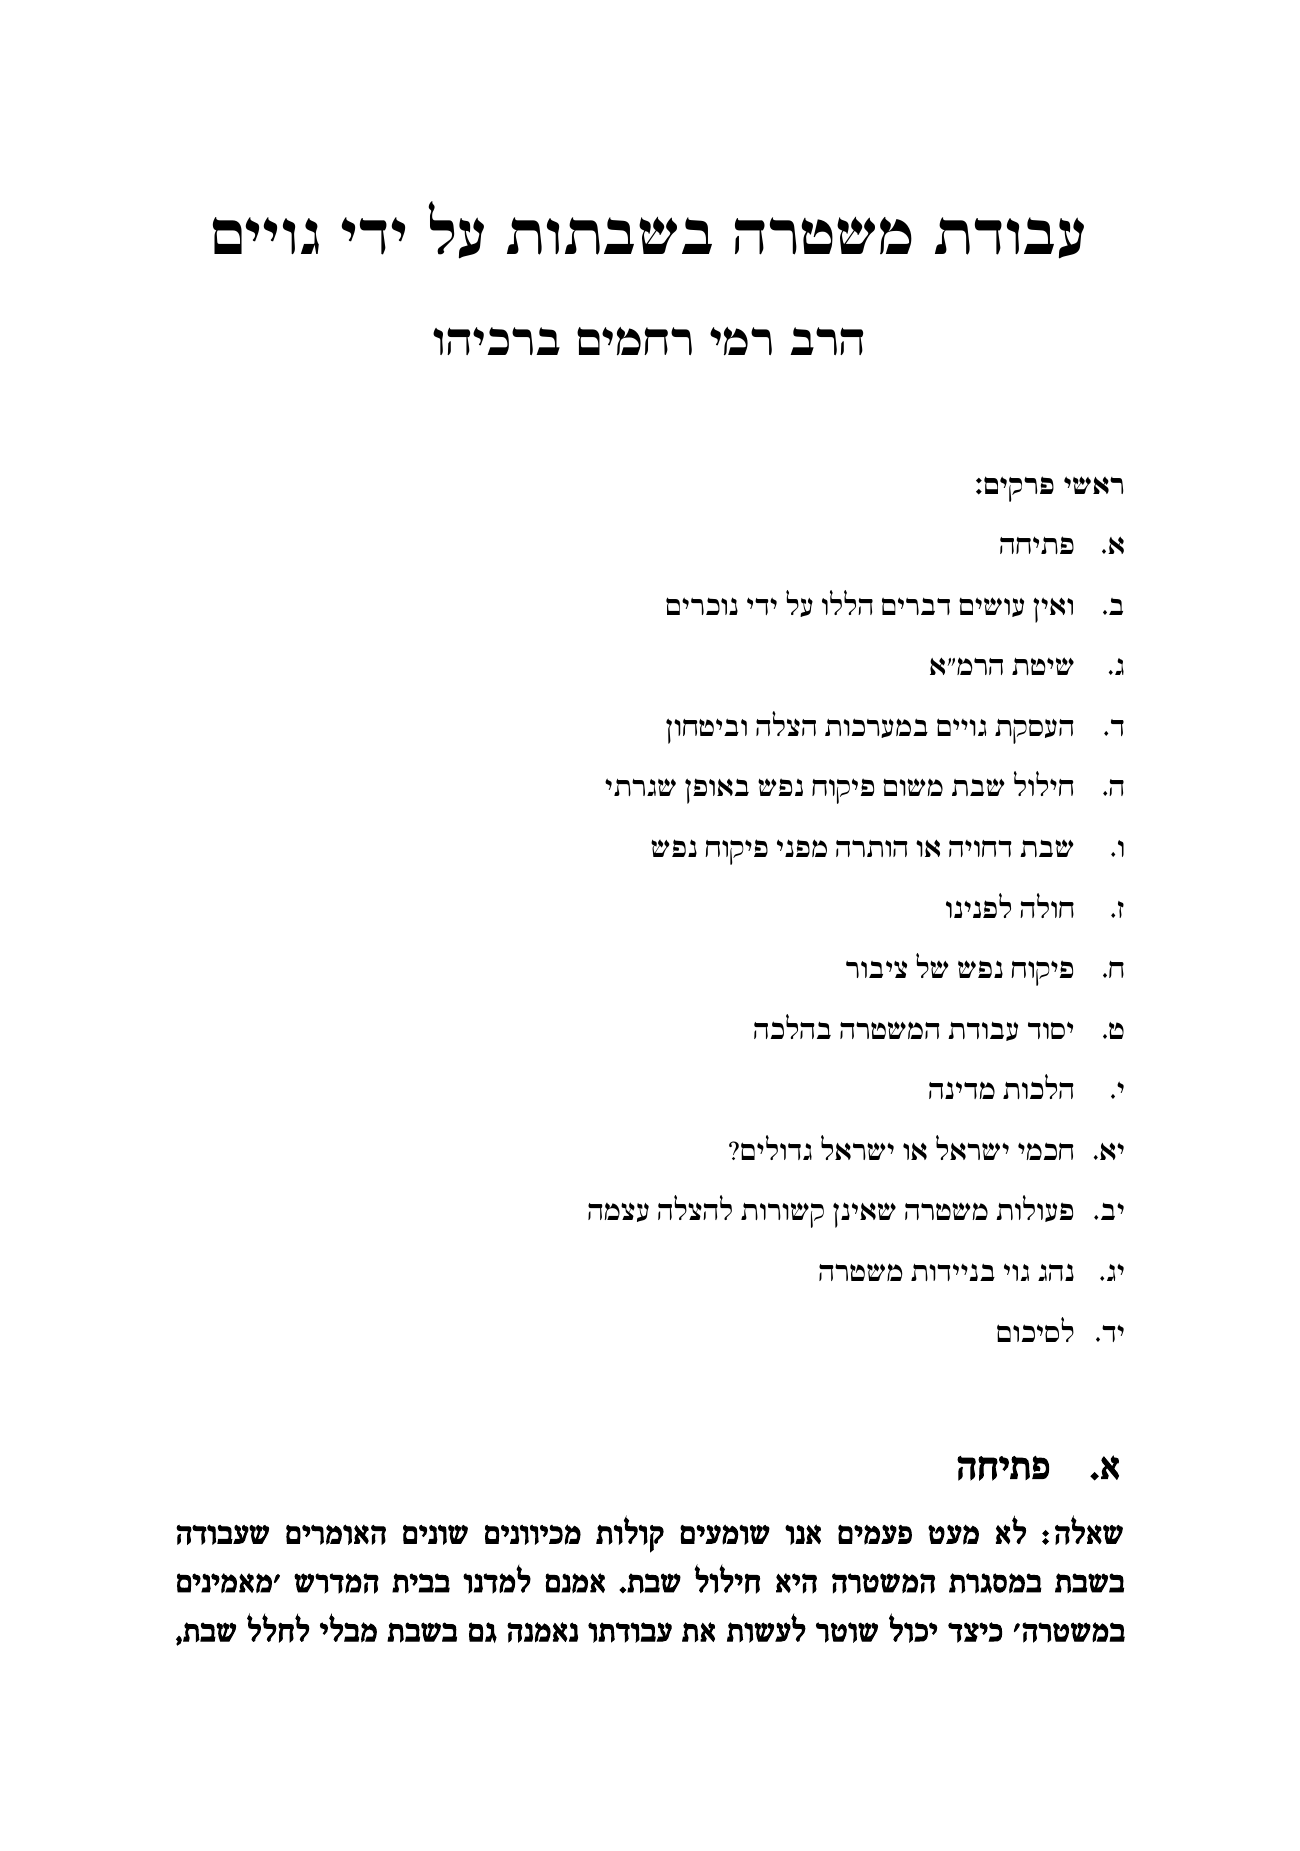 עבודת משטרה בשבתות על ידי גויים
הרב רמי רחמים ברכיהו
ראשי פרקים:
א. פתיחה
ב. ואין עושים דברים הללו על ידי נוכרים
ג. שיטת הרמ״א
ד. העסקת גויים במערכות הצלה וביטחון
ה. חילול שבת משום פיקוח נפש באופן שגרתי
ו. שבת דחויה או הותרה מפני פיקוח נפש
ז. חולה לפנינו
ח. פיקוח נפש של ציבור
ט. יסוד עבודת המשטרה בהלכה
י. הלכות מדינה
יא. חכמי ישראל או ישראל גדולים?
יב. פעולות משטרה שאינן קשורות להצלה עצמה
יג. נהג גוי בניידות משטרה
יד. לסיכום
א. פתיחה
שאלה: לא מעט פעמים אנו שומעים קולות מכיוונים שונים האומרים שעבודה
בשבת במסגרת המשטרה היא חילול שבת. אמנם למדנו בבית המדרש ׳מאמינים
במשטרה׳ כיצד יכול שוטר לעשות את עבודתו נאמנה גם בשבת מבלי לחלל שבת,